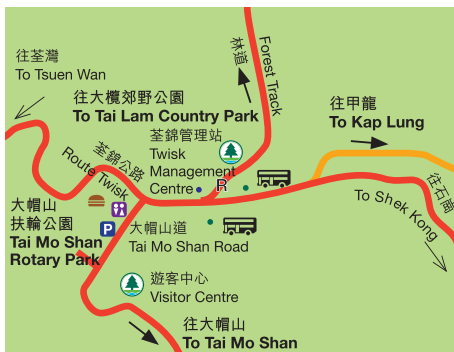 往荃灣
To Tsuen Wan
林道
Forest Track
往大欖郊野公園
To Tai Lam Country Park
往甲龍
To Kap Lung
荃錦管理站
Twisk
Management
Centre
R
荃錦公路
Route Twisk
往石崗
To Shek Kong
大帽山
扶輪公園
Tai Mo Shan
Rotary Park
P
大帽山道
Tai Mo Shan Road
遊客中心
Visitor Centre
往大帽山
To Tai Mo Shan